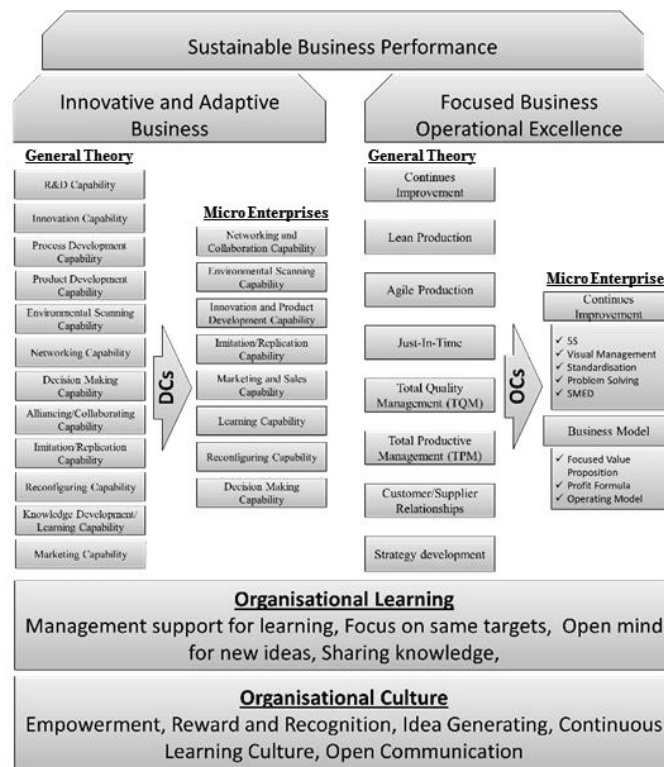 Sustainable Business Performance
Innovative and Adaptive
Business
General Theory
R&D Capability
Innovation Capability
Process Development
Capability
Product Development
Capability
Environmental Scanning
Capability
Networking Capability
Decision Making
Capability
Alliancing/Collaborating
Capability
Imitation/Replication
Capability
Reconfiguring Capability
Knowledge Development/
Learning Capability
Marketing Capability
DCs
Micro Enterprises
Networking and
Collaboration Capability
Environmental Scanning
Capability
Innovation and Product
Development Capability
Imitation/Replication
Capability
Marketing and Sales
Capability
Learning Capability
Reconfiguring Capability
Decision Making
Capability
Focused Business
Operational Excellence
General Theory
Continues
Improvement
Lean Production
Agile Production
Just-In-Time
Total Quality
Management (TQM)
Total Productive
Management (TPM)
Customer/Supplier
Relationships
Strategy development
OCs
Micro Enterprise
Continues
Improvement
✓ 5S
✓ Visual Management
✓ Standardisation
✓ Problem Solving
✓ SMED
Business Model
✓ Focused Value
Proposition
✓ Profit Formula
✓ Operating Model
Organisational Learning
Management support for learning, Focus on same targets, Open mind
for new ideas, Sharing knowledge,
Organisational Culture
Empowerment, Reward and Recognition, Idea Generating, Continuous
Learning Culture, Open Communication